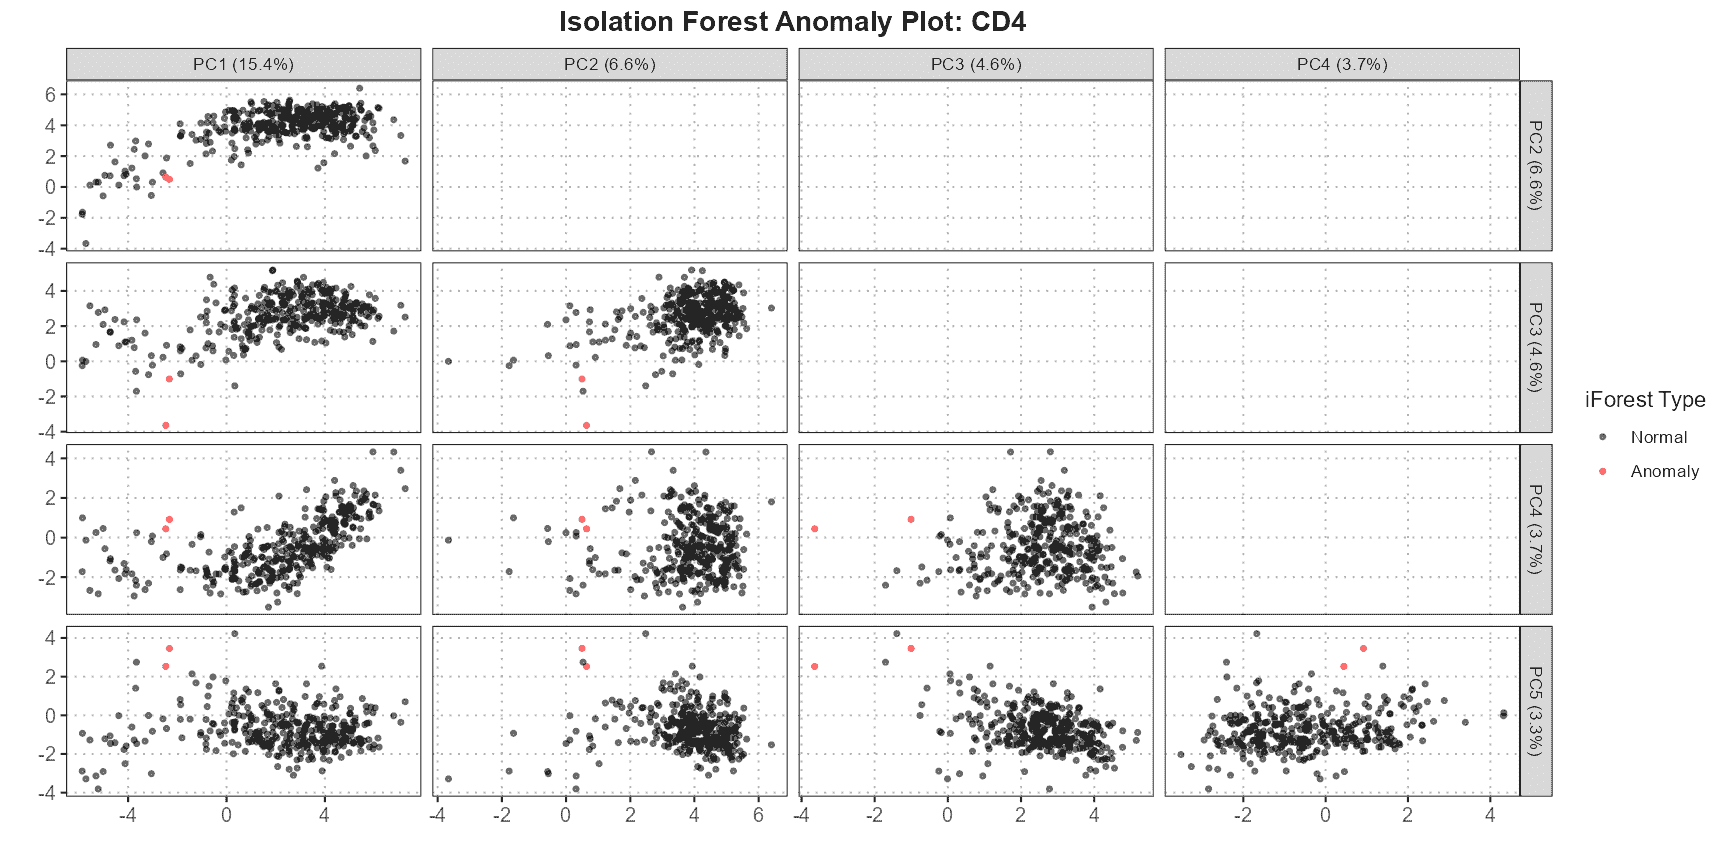 Isolation Forest Anomaly Plot: CD4
PC1 (15.4%)
PC2 (6.6%)
PC3 (4.6%)
PC4 (3.7%)
6
4
2
0
-2
-4
PC2 (6.6%)
4
2
0
-2
-4
PC3 (4.6%)
4
2
0
-2
PC4 (3.7%)
4
2
0
-2
-4
PC5 (3.3%)
-4 0 4
-4 -2 0 2 4 6
-4 -2 0 2 4
-2 0 2 4
iForest Type
Normal
Anomaly